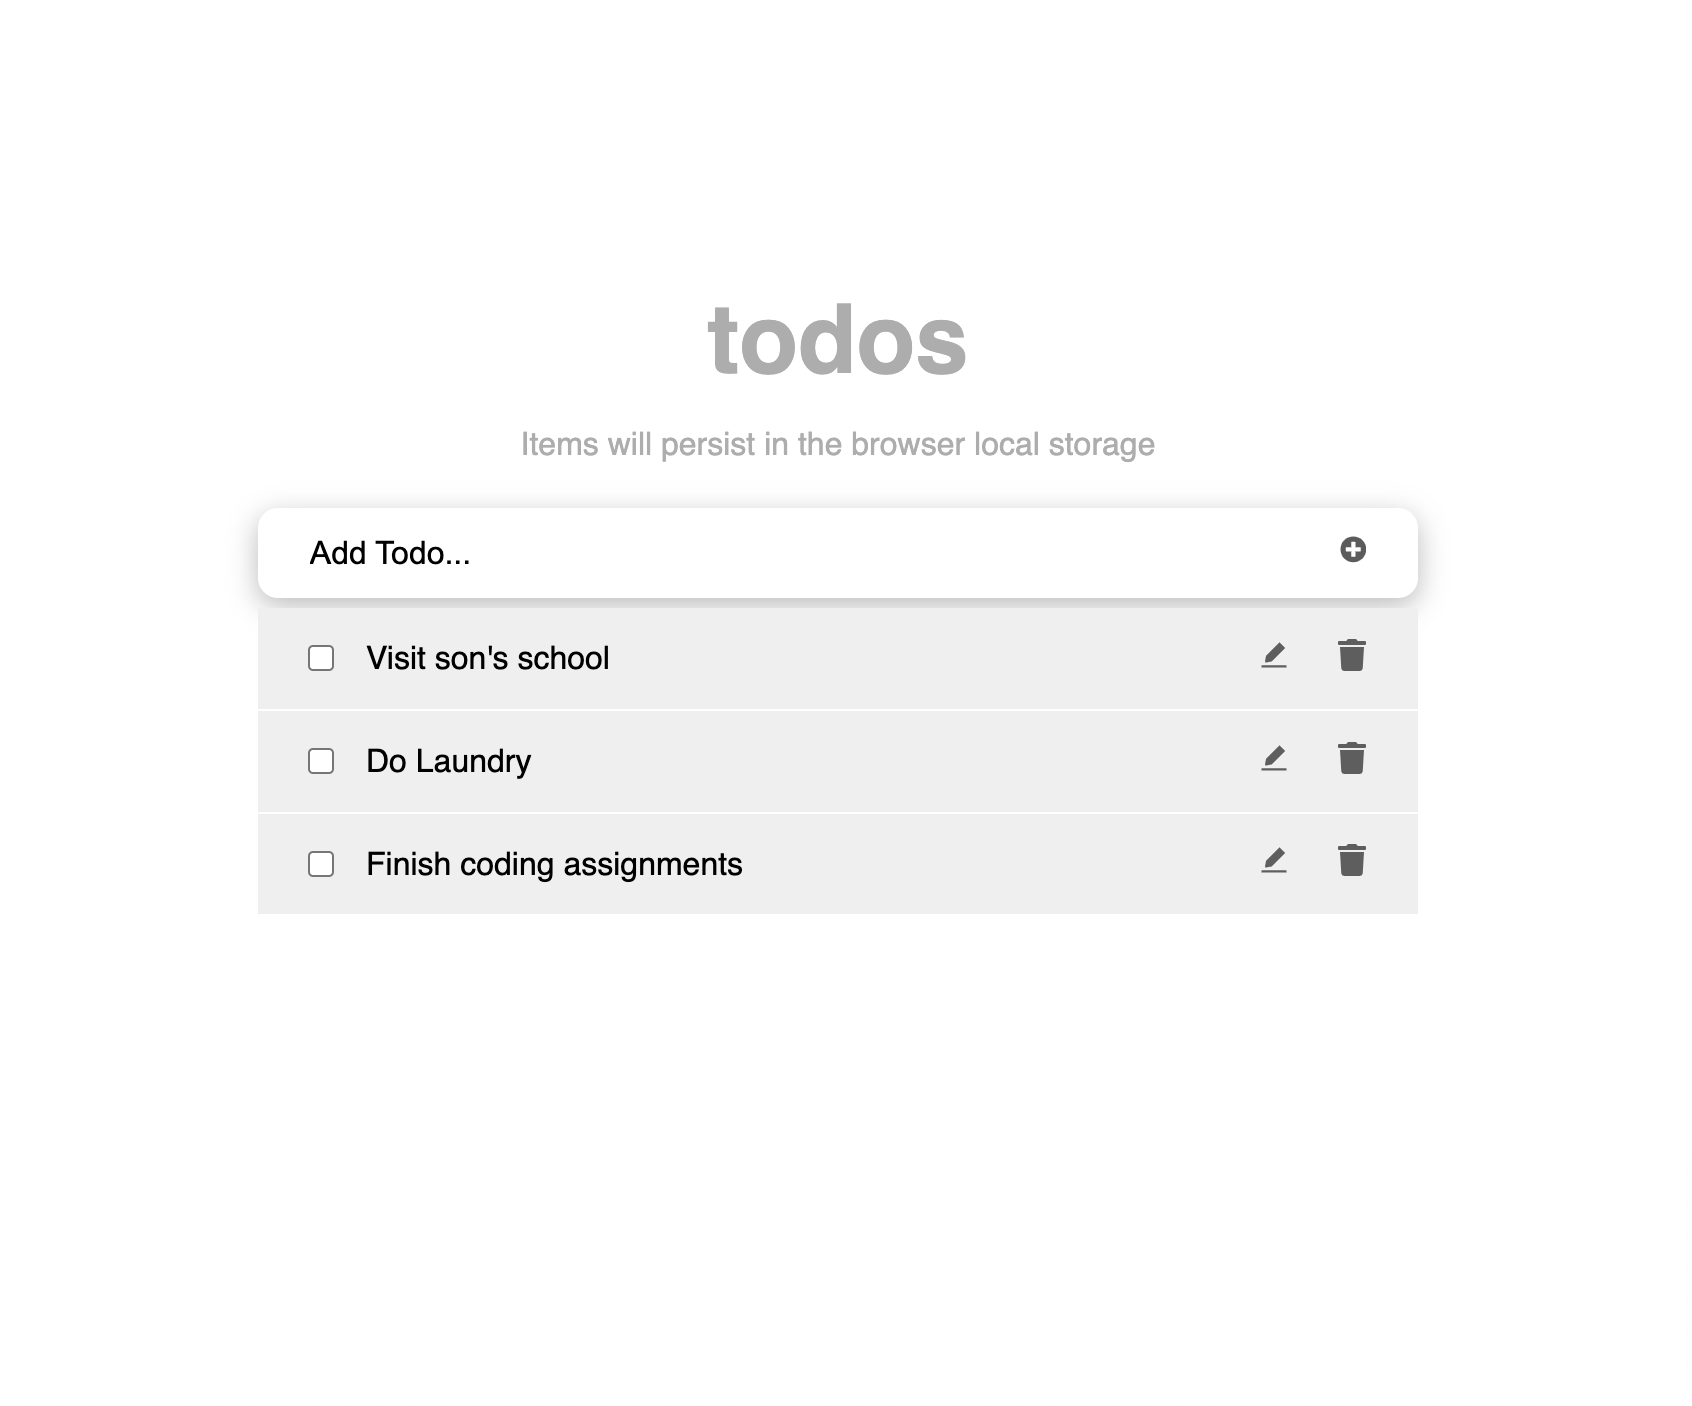 todos
Items will persist in the browser local storage
Add Todo...
Visit son's school
Do Laundry
Finish coding assignments